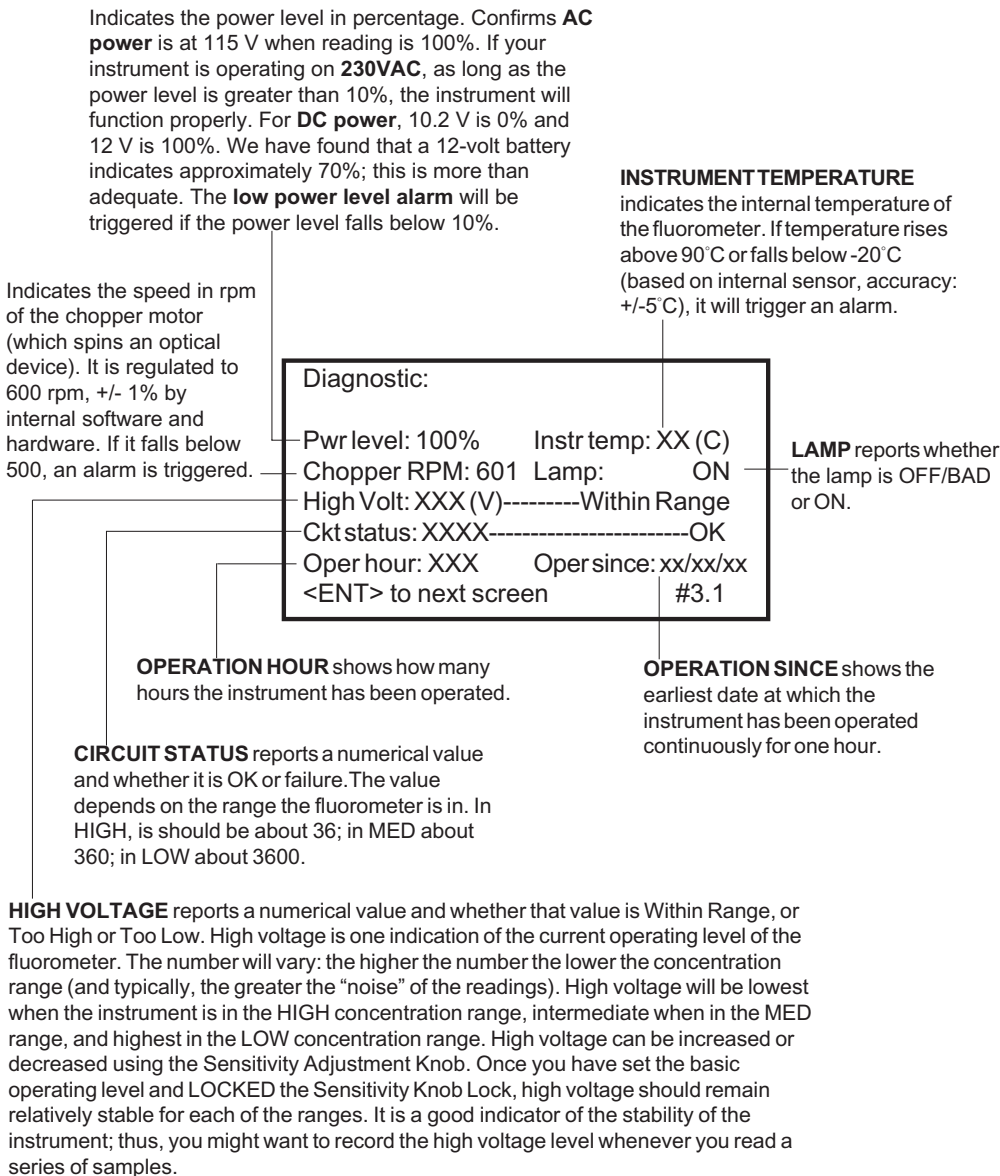 Indicates the power level in percentage. Confirms AC
power is at 115 V when reading is 100%. If your
instrument is operating on 230VAC, as long as the
power level is greater than 10%, the instrument will
function properly. For DC power, 10.2 V is 0% and
12 V is 100%. We have found that a 12-volt battery
indicates approximately 70%; this is more than
adequate. The low power level alarm will be
triggered if the power level falls below 10%.
INSTRUMENT TEMPERATURE
indicates the internal temperature of
the fluorometer. If temperature rises
above 90°C or falls below -20°C
(based on internal sensor, accuracy:
+/-5°C), it will trigger an alarm.
Indicates the speed in rpm
of the chopper motor
(which spins an optical
device). It is regulated to
600 rpm, +/- 1% by
internal software and
hardware. If it falls below
500, an alarm is triggered.
Diagnostic:
Pwr level: 100% Instr temp: XX (C)
Chopper RPM: 601 Lamp: ON
High Volt: XXX (V)---------Within Range
Ckt status: XXXX------------------------OK
Oper hour: XXX Oper since: xx/xx/xx
<ENT> to next screen #3.1
LAMP reports whether
the lamp is OFF/BAD
or ON.
OPERATION HOUR shows how many
hours the instrument has been operated.
OPERATION SINCE shows the
earliest date at which the
instrument has been operated
continuously for one hour.
CIRCUIT STATUS reports a numerical value
and whether it is OK or failure.The value
depends on the range the fluorometer is in. In
HIGH, is should be about 36; in MED about
360; in LOW about 3600.
HIGH VOLTAGE reports a numerical value and whether that value is Within Range, or
Too High or Too Low. High voltage is one indication of the current operating level of the
fluorometer. The number will vary: the higher the number the lower the concentration
range (and typically, the greater the “noise” of the readings). High voltage will be lowest
when the instrument is in the HIGH concentration range, intermediate when in the MED
range, and highest in the LOW concentration range. High voltage can be increased or
decreased using the Sensitivity Adjustment Knob. Once you have set the basic
operating level and LOCKED the Sensitivity Knob Lock, high voltage should remain
relatively stable for each of the ranges. It is a good indicator of the stability of the
instrument; thus, you might want to record the high voltage level whenever you read a
series of samples.